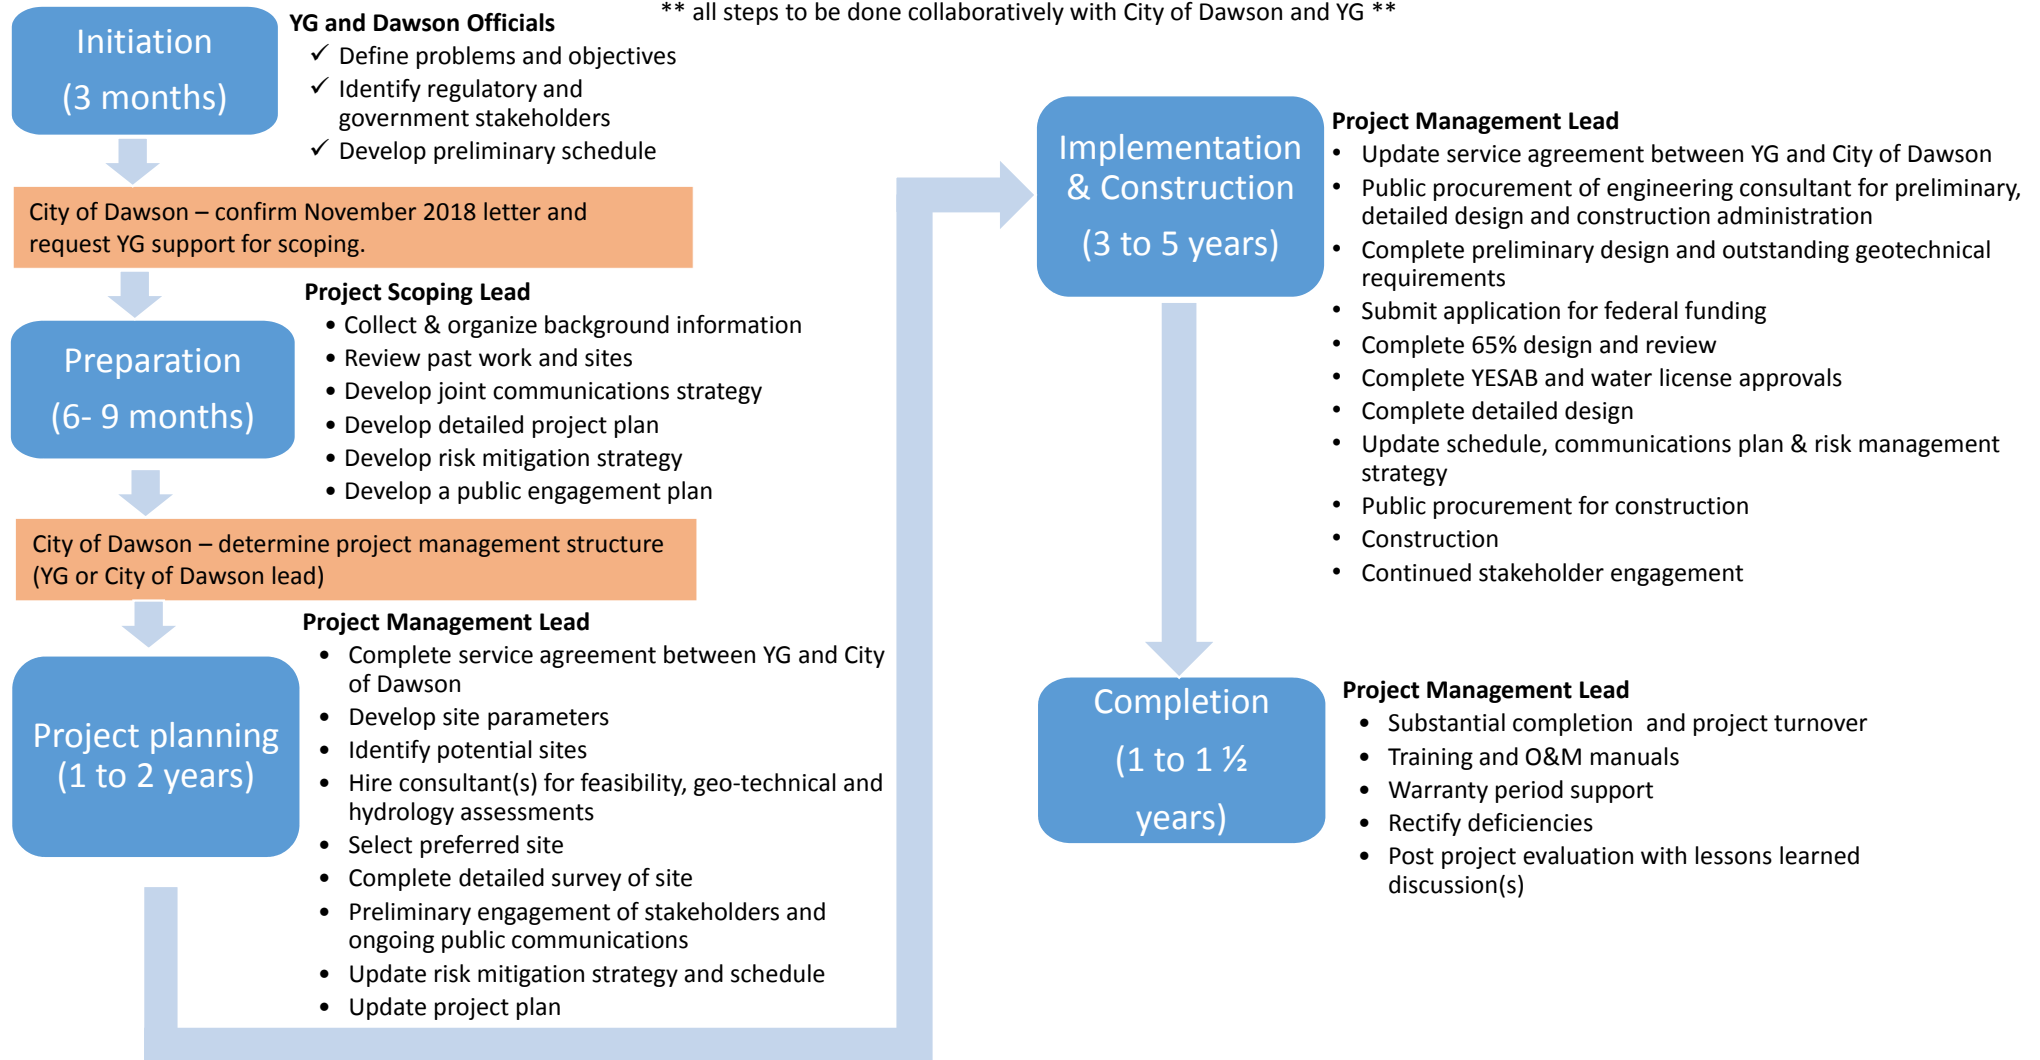 ** all steps to be done collaboratively with City of Dawson and YG **
Initiation
(3 months)
YG and Dawson Officials
✓ Define problems and objectives
✓ Identify regulatory and
government stakeholders
✓ Develop preliminary schedule
City of Dawson – confirm November 2018 letter and
request YG support for scoping.
Preparation
(6- 9 months)
Project Scoping Lead
• Collect & organize background information
• Review past work and sites
• Develop joint communications strategy
• Develop detailed project plan
• Develop risk mitigation strategy
• Develop a public engagement plan
City of Dawson – determine project management structure
(YG or City of Dawson lead)
Project planning
(1 to 2 years)
Project Management Lead
• Complete service agreement between YG and City
of Dawson
• Develop site parameters
• Identify potential sites
• Hire consultant(s) for feasibility, geo-technical and
hydrology assessments
• Select preferred site
• Complete detailed survey of site
• Preliminary engagement of stakeholders and
ongoing public communications
• Update risk mitigation strategy and schedule
• Update project plan
Implementation
& Construction
(3 to 5 years)
Project Management Lead
• Update service agreement between YG and City of Dawson
• Public procurement of engineering consultant for preliminary,
detailed design and construction administration
• Complete preliminary design and outstanding geotechnical
requirements
• Submit application for federal funding
• Complete 65% design and review
• Complete YESAB and water license approvals
• Complete detailed design
• Update schedule, communications plan & risk management
strategy
• Public procurement for construction
• Construction
• Continued stakeholder engagement
Completion
(1 to 1 ½
years)
Project Management Lead
• Substantial completion and project turnover
• Training and O&M manuals
• Warranty period support
• Rectify deficiencies
• Post project evaluation with lessons learned
discussion(s)